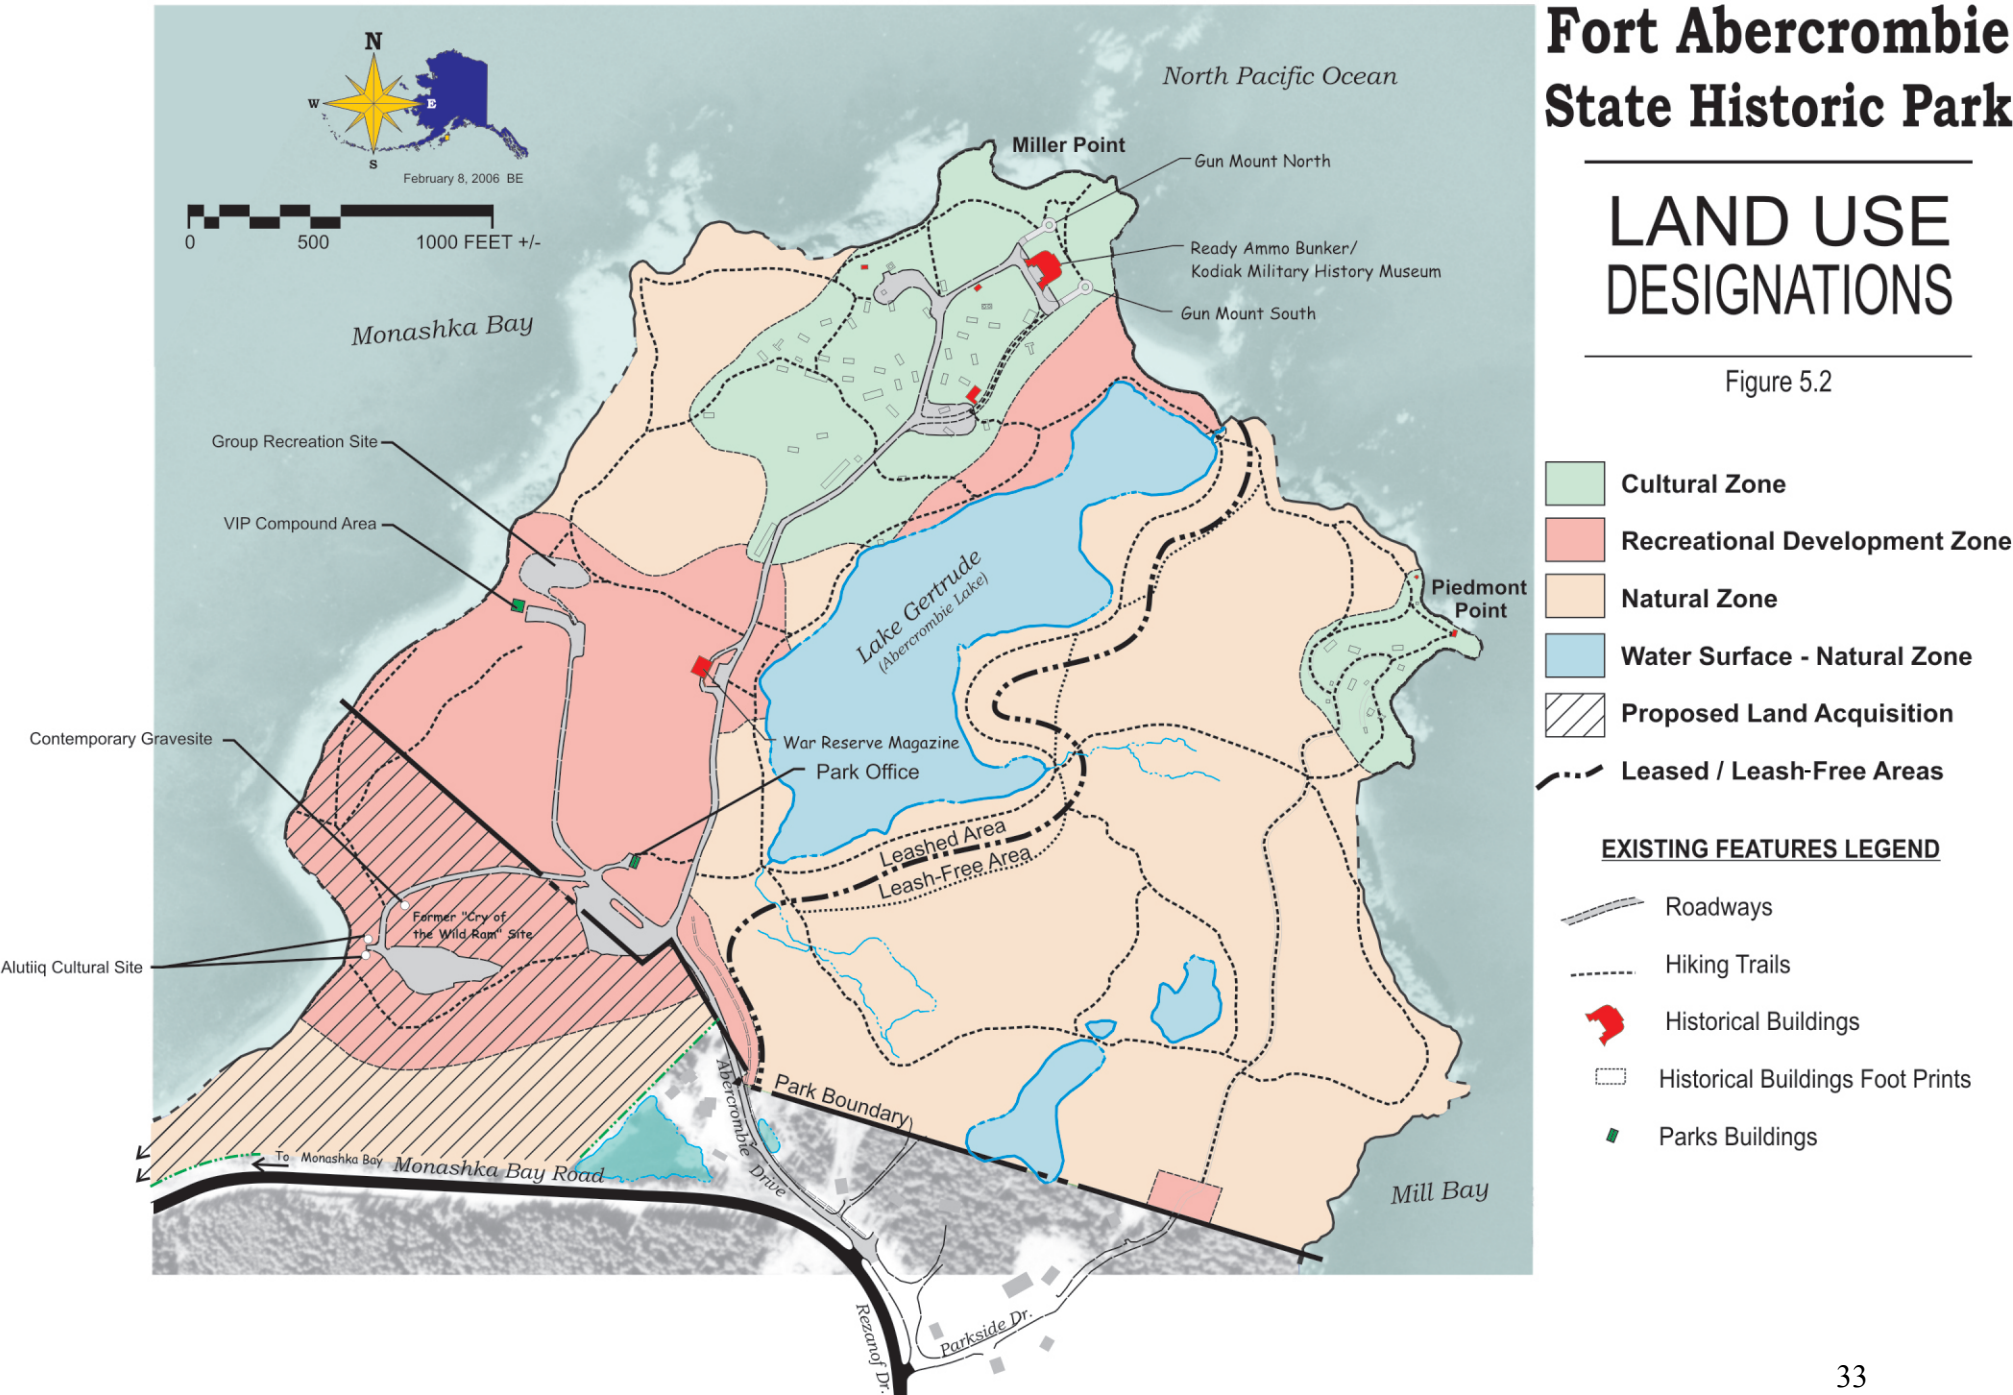 Fort Abercrombie
State Historic Park
LAND USE
DESIGNATIONS
Figure 5.2
Cultural Zone
Recreational Development Zone
Natural Zone
Water Surface - Natural Zone
Proposed Land Acquisition
Leased / Leash-Free Areas
EXISTING FEATURES LEGEND
Roadways
Hiking Trails
Historical Buildings
Historical Buildings Foot Prints
Parks Buildings
N
W
E
S
February 8, 2006 BE
0
500
1000 FEET +/-
North Pacific Ocean
Miller Point
Gun Mount North
Ready Ammo Bunker/
Kodiak Military History Museum
Gun Mount South
Monashka Bay
Group Recreation Site
VIP Compound Area
Lake Gertrude
(Abercrombie Lake)
Piedmont
Point
Contemporary Gravesite
War Reserve Magazine
Park Office
Leashed Area
Leash-Free Area
Former "Cry of
the Wild Ram" Site
Alutiiq Cultural Site
Park Boundary
Abercrombie Drive
To Monashka Bay
Monashka Bay Road
Mill Bay
Rezanof Dr.
Parkside Dr.
33